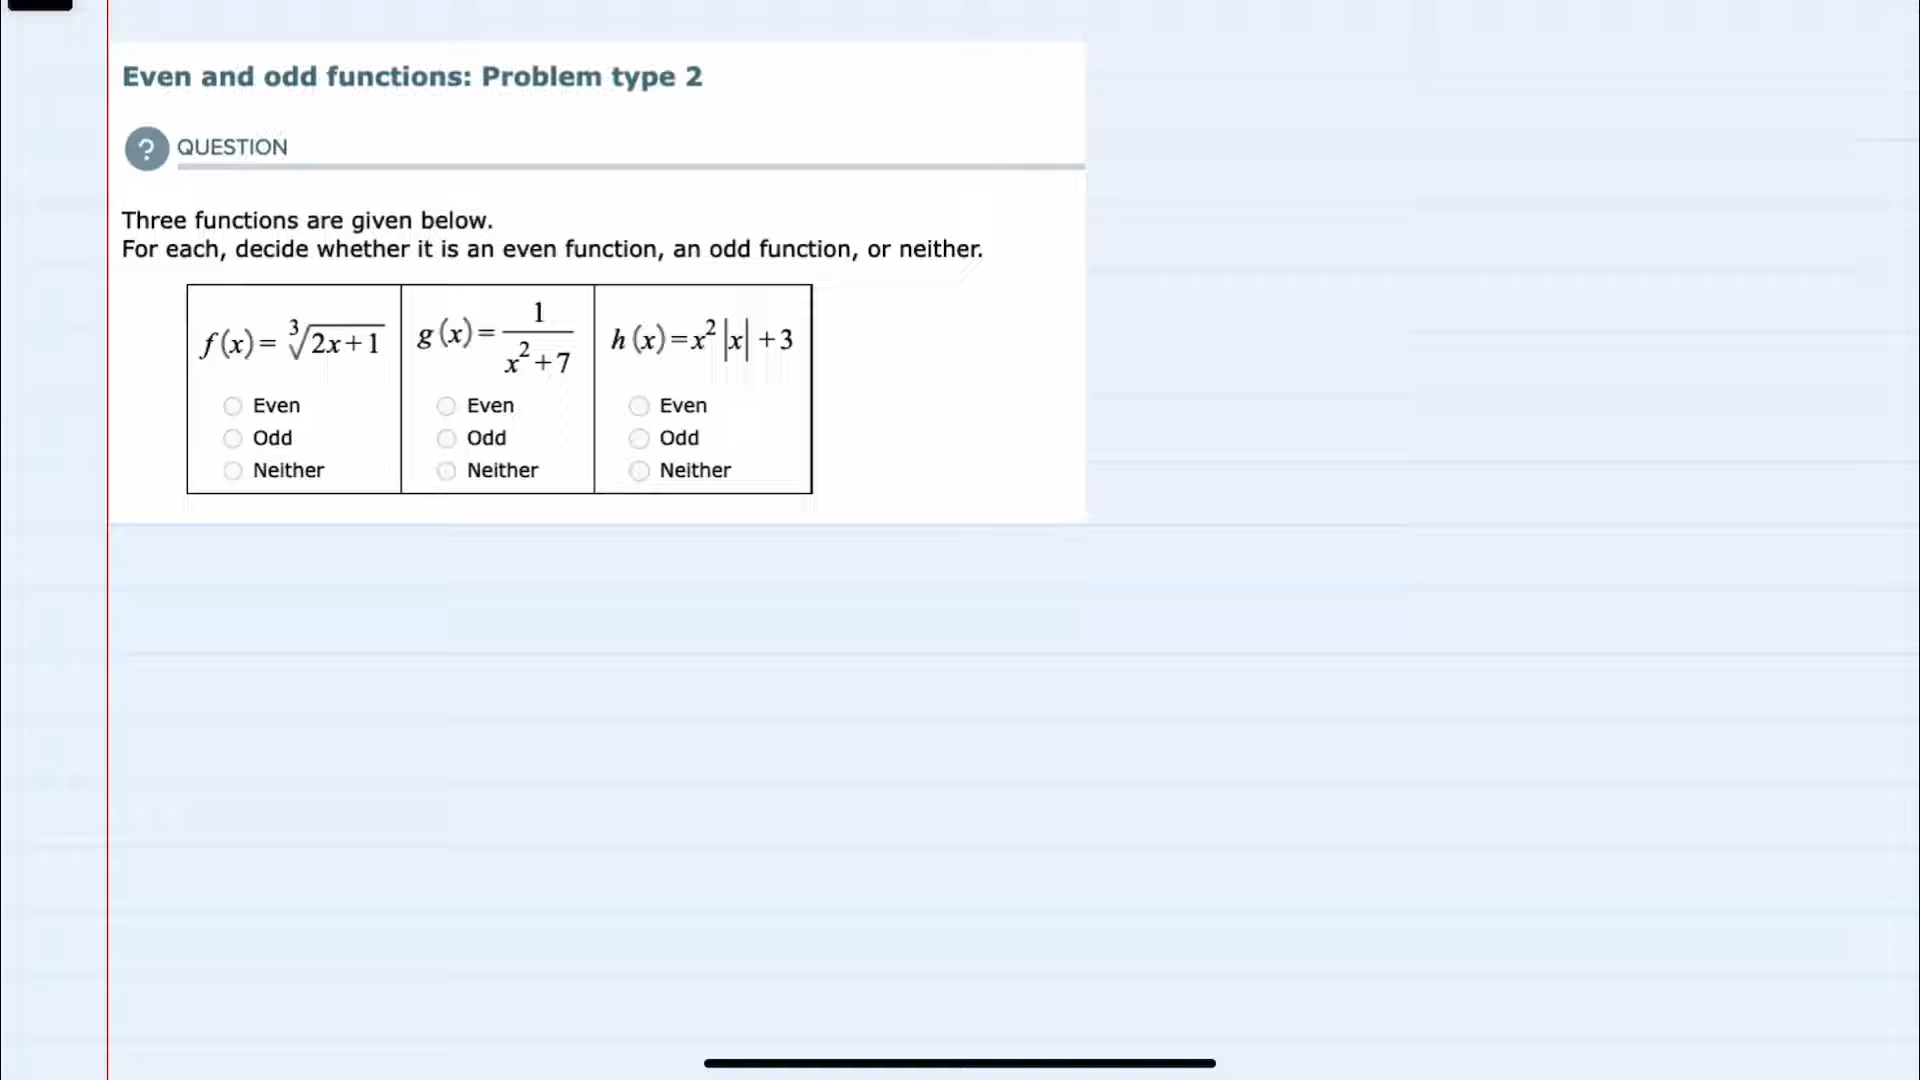 Even and odd functions: Problem type 2
? QUESTION
Three functions are given below.
For each, decide whether it is an even function, an odd function, or neither.
f(x) = ∛(2x+1)
Even
Odd
Neither
g(x) = 1/(x²+7)
Even
Odd
Neither
h(x) = x²|x| +3
Even
Odd
Neither